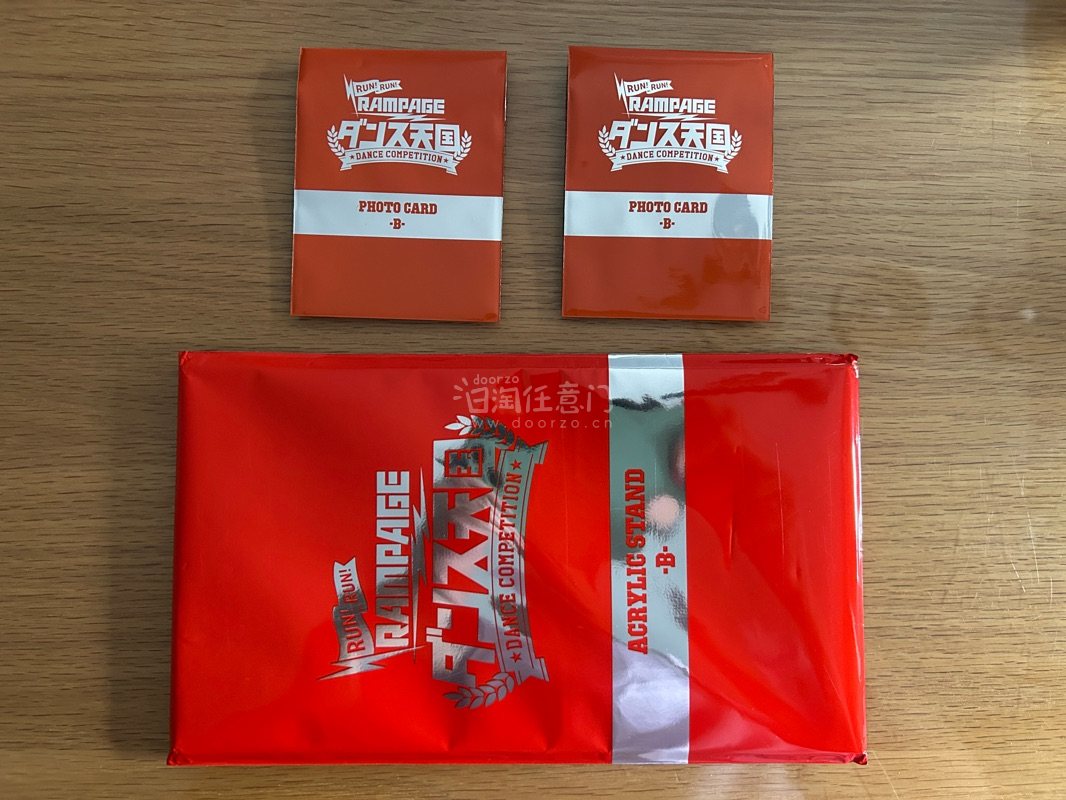 RUN! RUN!
RAMPAGE
ダンス天国
★DANCE COMPETITION★
PHOTO CARD
-B-
RUN! RUN!
RAMPAGE
ダンス天国
★DANCE COMPETITION★
PHOTO CARD
-B-
doorzo
日淘任意门
www.doorzo.cn
RUN! RUN!
RAMPAGE
ダンス天国
★DANCE COMPETITION★
ACRYLIC STAND
-B-